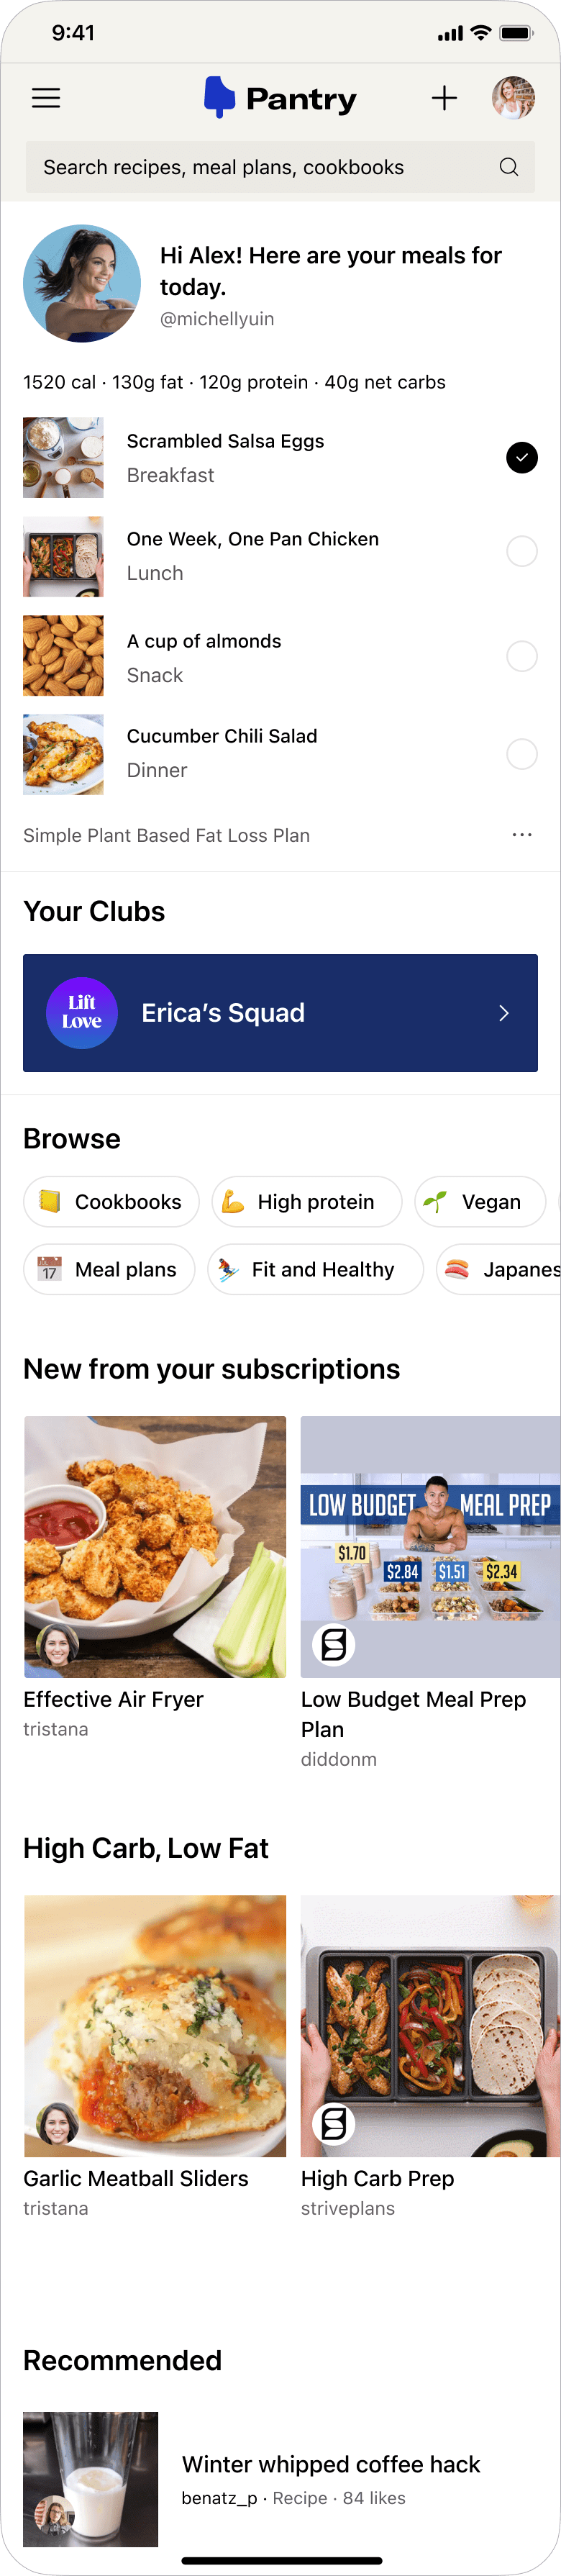 9:41
Pantry
Search recipes, meal plans, cookbooks
Hi Alex! Here are your meals for
today.
@michellyuin
1520 cal · 130g fat · 120g protein · 40g net carbs
Scrambled Salsa Eggs
Breakfast
One Week, One Pan Chicken
Lunch
A cup of almonds
Snack
Cucumber Chili Salad
Dinner
Simple Plant Based Fat Loss Plan
Your Clubs
Lift
Love
Erica’s Squad
Browse
Cookbooks
High protein
Vegan
17
Meal plans
Fit and Healthy
Japanes
New from your subscriptions
LOW BUDGET MEAL PREP
$1.70
$2.84
$1.51
$2.34
Effective Air Fryer
tristana
Low Budget Meal Prep
Plan
diddonm
High Carb, Low Fat
Garlic Meatball Sliders
tristana
High Carb Prep
striveplans
Recommended
Winter whipped coffee hack
benatz_p · Recipe · 84 likes